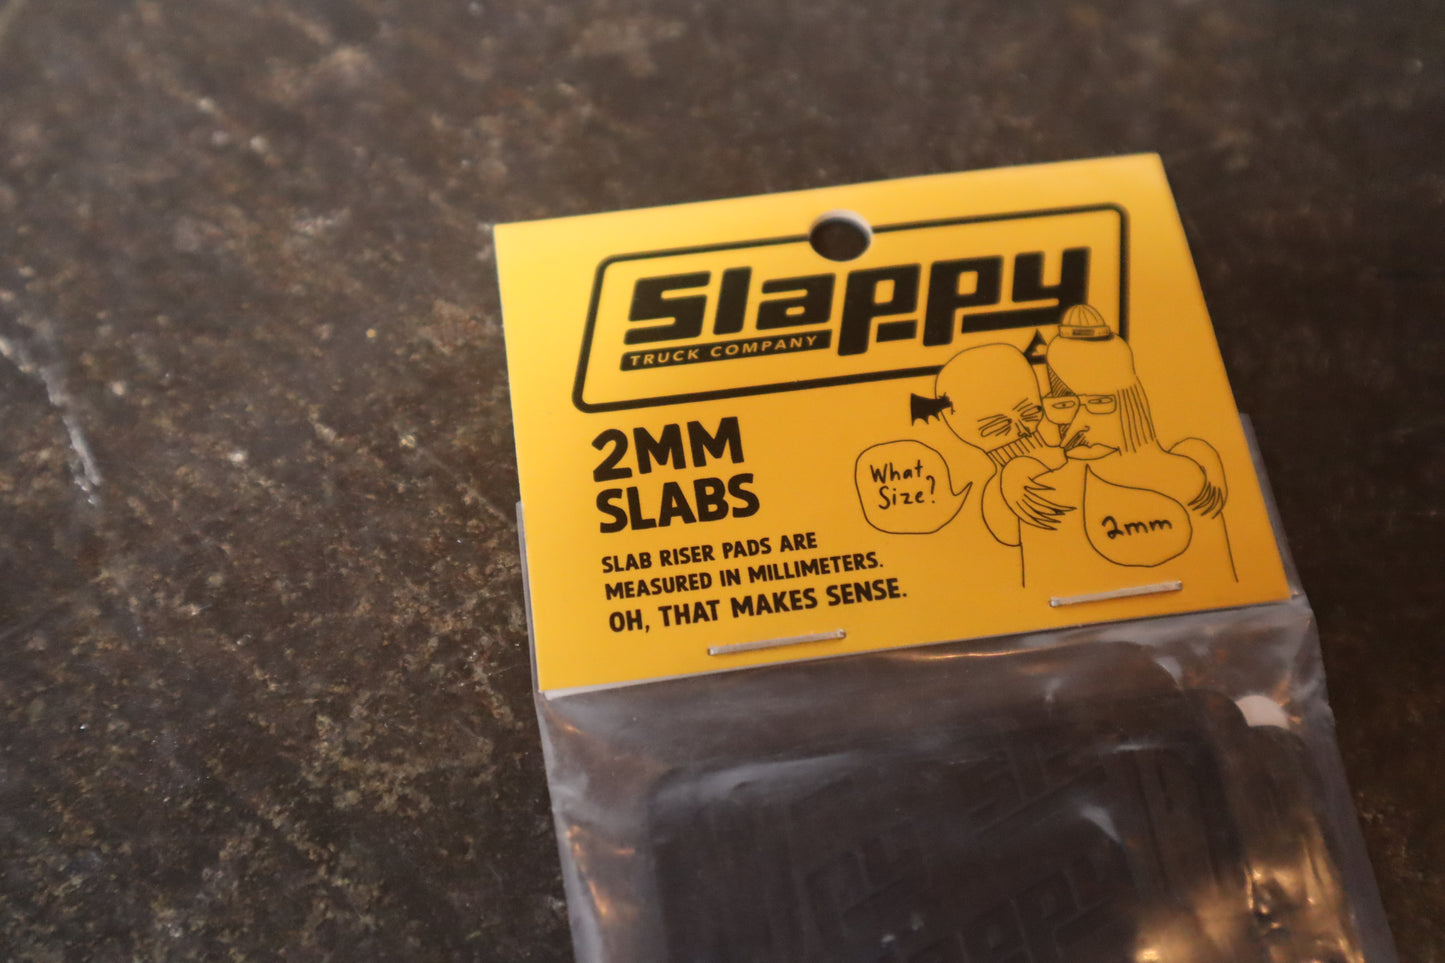 Slappy
TRUCK COMPANY
2MM
SLABS
SLAB RISER PADS ARE
MEASURED IN MILLIMETERS.
OH, THAT MAKES SENSE.
What
Size?
2mm